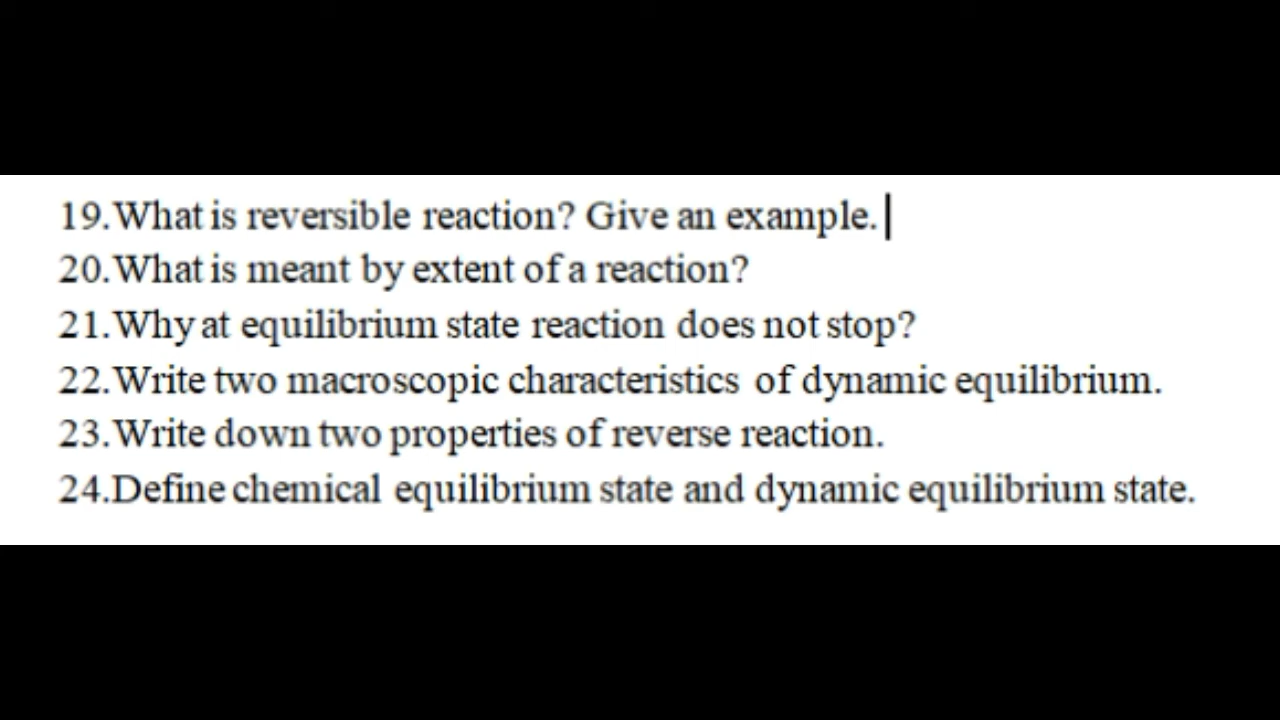 19.What is reversible reaction? Give an example.
20.What is meant by extent of a reaction?
21.Why at equilibrium state reaction does not stop?
22.Write two macroscopic characteristics of dynamic equilibrium.
23.Write down two properties of reverse reaction.
24.Define chemical equilibrium state and dynamic equilibrium state.